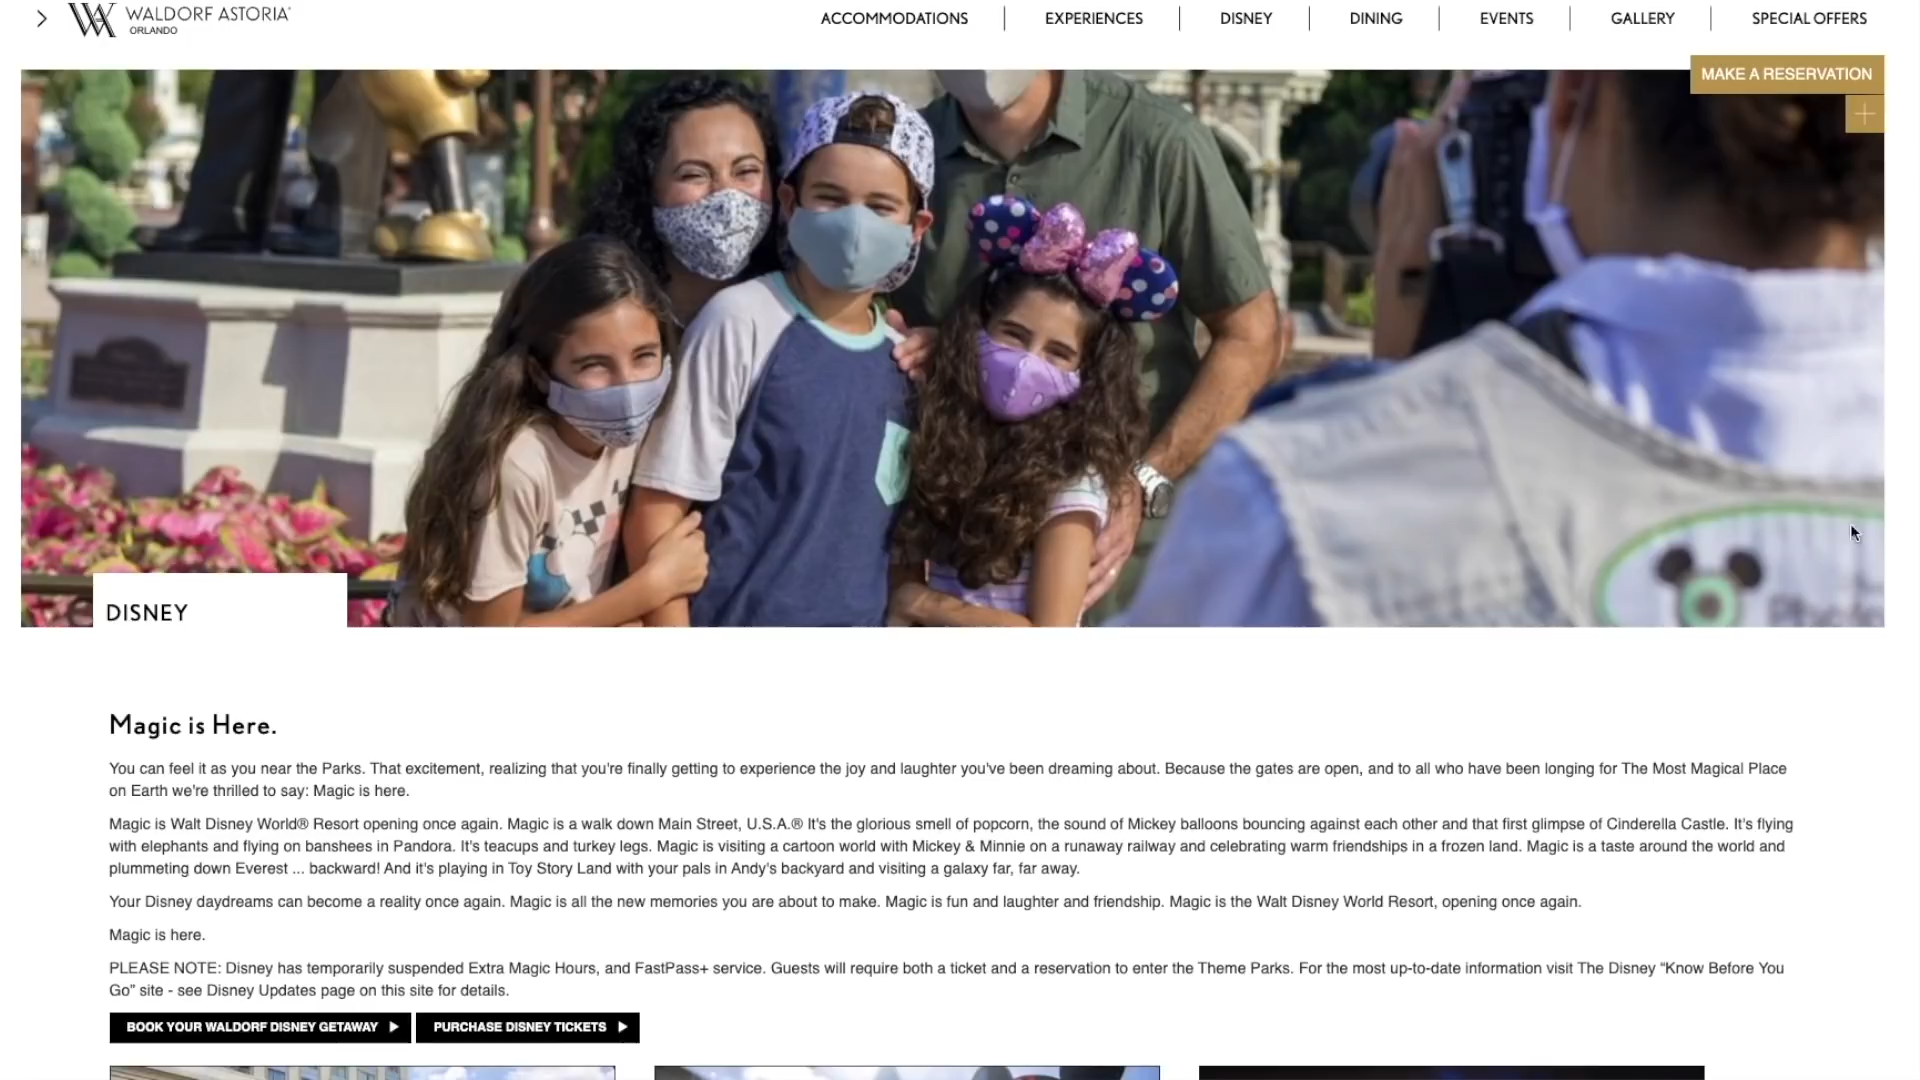 WALDORF ASTORIA
ORLANDO
ACCOMMODATIONS
EXPERIENCES
DISNEY
DINING
EVENTS
GALLERY
SPECIAL OFFERS
MAKE A RESERVATION
DISNEY
Magic is Here.
You can feel it as you near the Parks. That excitement, realizing that you're finally getting to experience the joy and laughter you've been dreaming about. Because the gates are open, and to all who have been longing for The Most Magical Place
on Earth we're thrilled to say: Magic is here.
Magic is Walt Disney World® Resort opening once again. Magic is a walk down Main Street, U.S.A.® It's the glorious smell of popcorn, the sound of Mickey balloons bouncing against each other and that first glimpse of Cinderella Castle. It's flying
with elephants and flying on banshees in Pandora. It's teacups and turkey legs. Magic is visiting a cartoon world with Mickey & Minnie on a runaway railway and celebrating warm friendships in a frozen land. Magic is a taste around the world and
plummeting down Everest ... backward! And it's playing in Toy Story Land with your pals in Andy's backyard and visiting a galaxy far, far away.
Your Disney daydreams can become a reality once again. Magic is all the new memories you are about to make. Magic is fun and laughter and friendship. Magic is the Walt Disney World Resort, opening once again.
Magic is here.
PLEASE NOTE: Disney has temporarily suspended Extra Magic Hours, and FastPass+ service. Guests will require both a ticket and a reservation to enter the Theme Parks. For the most up-to-date information visit The Disney “Know Before You
Go” site - see Disney Updates page on this site for details.
BOOK YOUR WALDORF DISNEY GETAWAY
PURCHASE DISNEY TICKETS